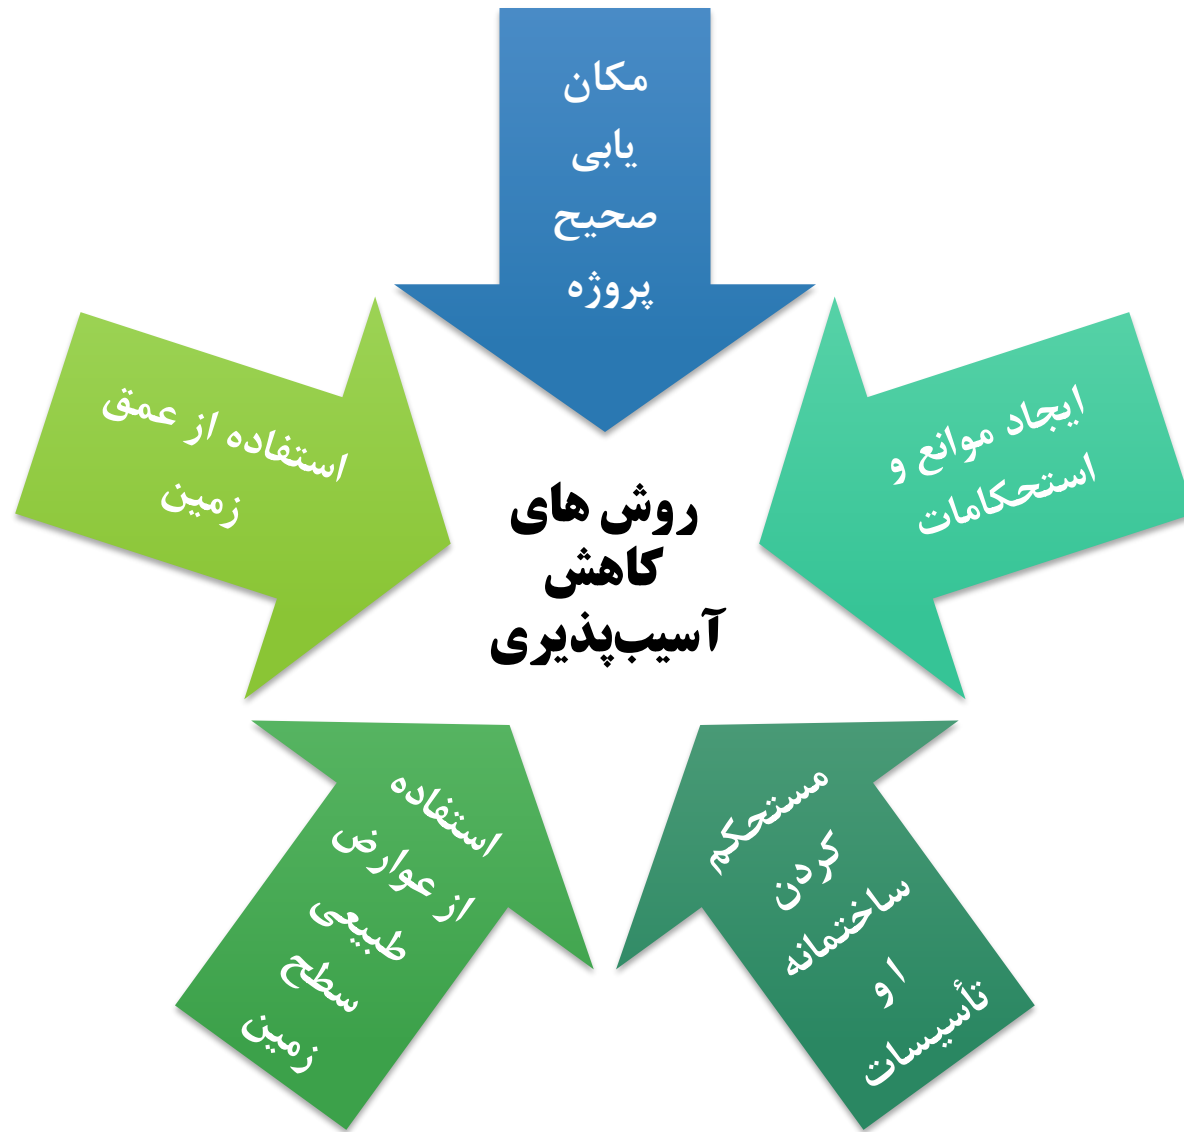 مکان
یابی
صحیح
پروژه
ایجاد موانع و
استحکامات
مستحکم
کردن
ساختمانه
ا و
تأسیسات
استفاده
از عوارض
طبیعی
سطح
زمین
استفاده از عمق
زمین
روش های
کاهش
آسیب‌پذیری